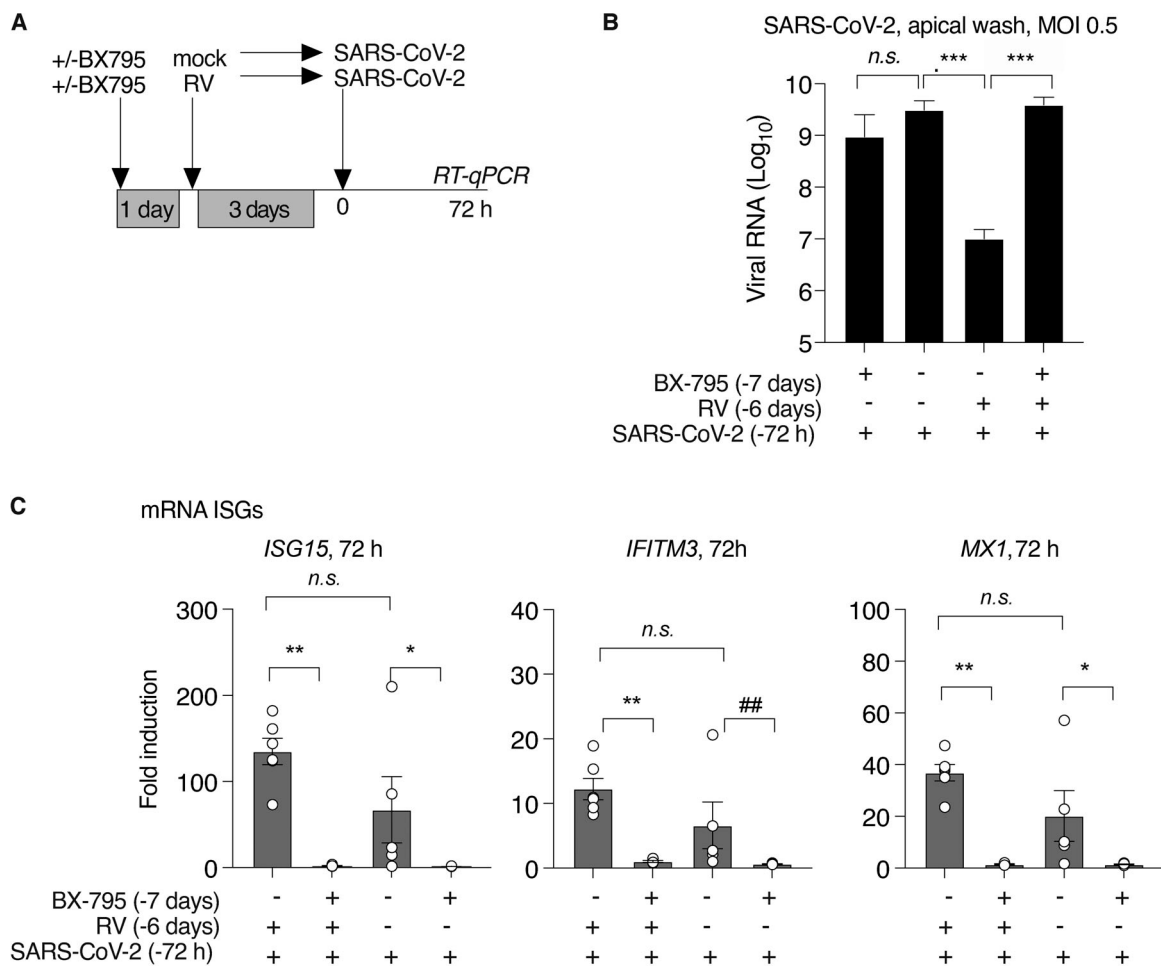 A
+/-BX795 mock SARS-CoV-2
+/-BX795 RV SARS-CoV-2
RT-qPCR
1 day 3 days 0 72 h
B
SARS-CoV-2, apical wash, MOI 0.5
n.s. *** ***
Viral RNA (Log10)
10
9
8
7
6
5
BX-795 (-7 days) + - - +
RV (-6 days) - - + +
SARS-CoV-2 (-72 h) + + + +
C
mRNA ISGs
ISG15, 72 h
n.s.
** *
Fold induction
300
200
100
0
IFITM3, 72h
n.s.
** ##
40
30
20
10
0
MX1, 72 h
n.s.
** *
100
80
60
40
20
0
BX-795 (-7 days) - + - + - + - + - + - +
RV (-6 days) + + - - + + - - + + - -
SARS-CoV-2 (-72 h) + + + + + + + + + + + +